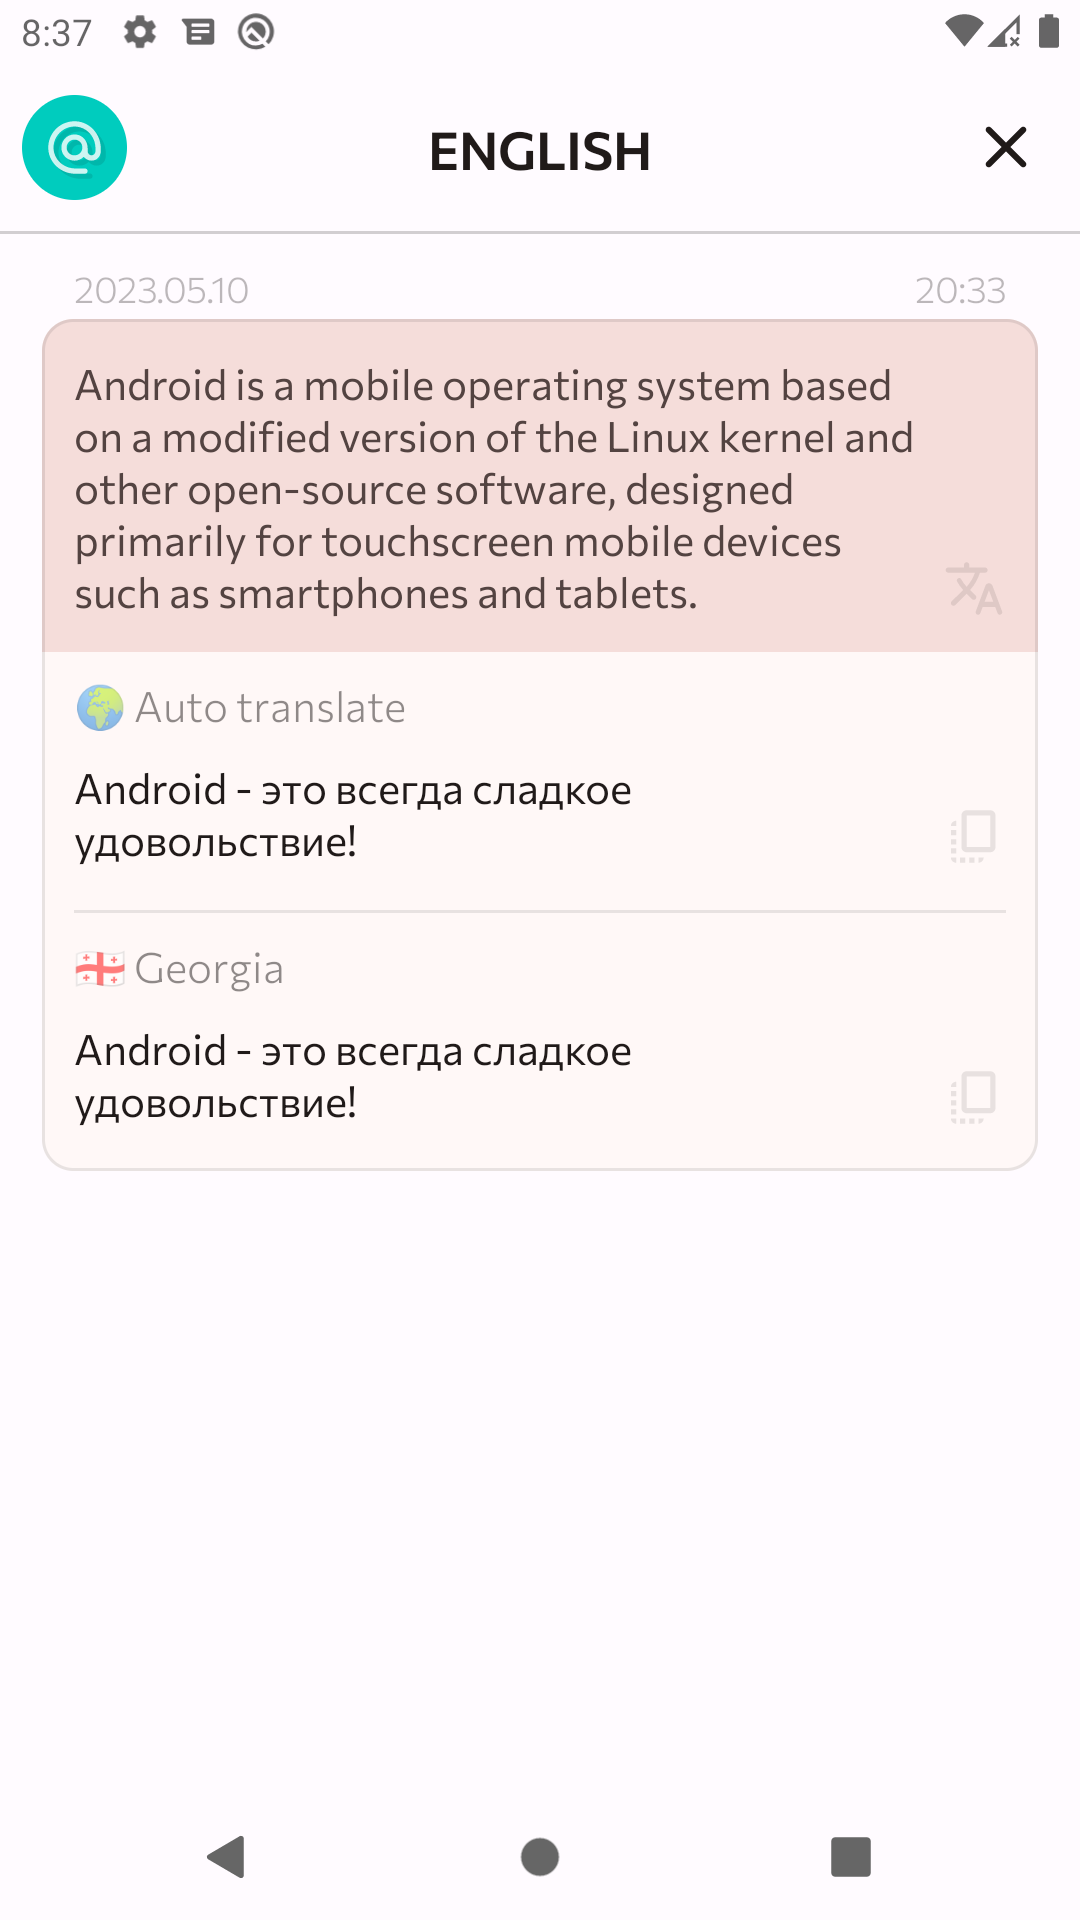 8:37
ENGLISH
2023.05.10 20:33
Android is a mobile operating system based
on a modified version of the Linux kernel and
other open-source software, designed
primarily for touchscreen mobile devices
such as smartphones and tablets.
Auto translate
Android - это всегда сладкое
удовольствие!
Georgia
Android - это всегда сладкое
удовольствие!